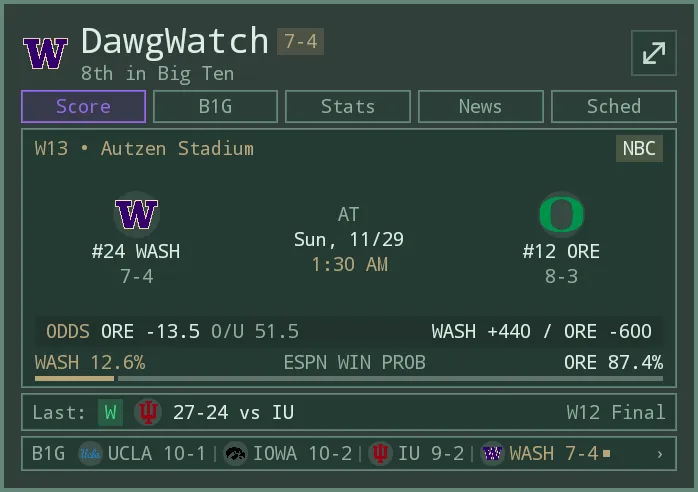 W DawgWatch 7-4
8th in Big Ten
Score B1G Stats News Sched
W13 • Autzen Stadium NBC
W AT O
Sun, 11/29
#24 WASH #12 ORE
1:30 AM
7-4 8-3
ODDS ORE -13.5 O/U 51.5 WASH +440 / ORE -600
WASH 12.6% ESPN WIN PROB ORE 87.4%
Last: W 27-24 vs IU W12 Final
B1G Ucla UCLA 10-1 | IOWA 10-2 | IU 9-2 | W WASH 7-4 ▪ ›